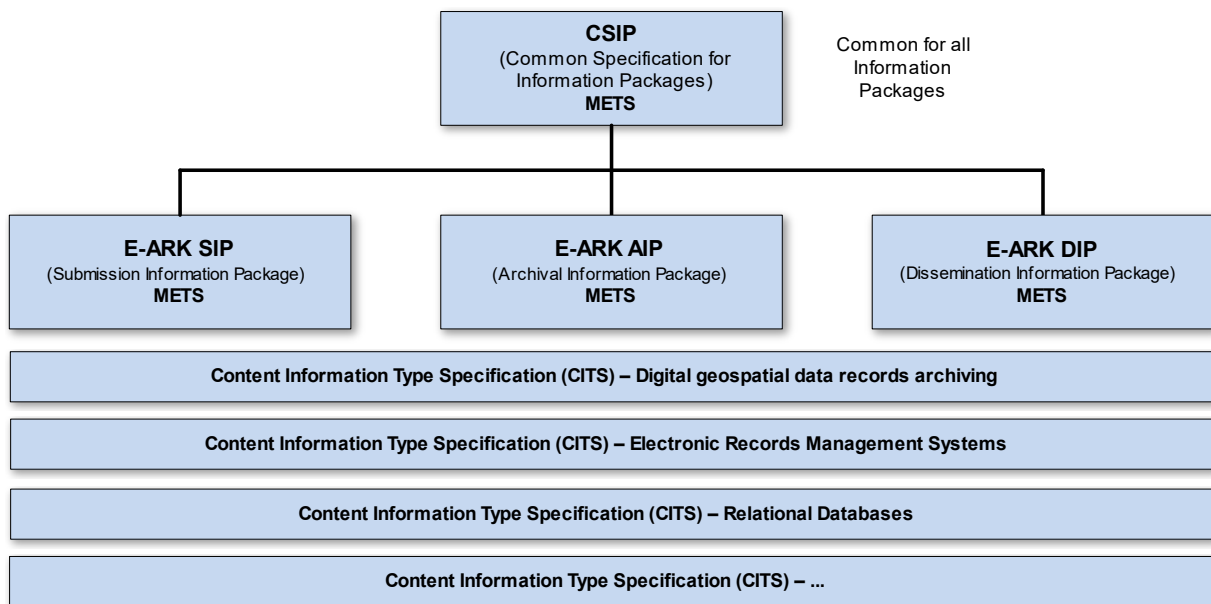 CSIP
(Common Specification for
Information Packages)
METS
Common for all
Information
Packages
E-ARK SIP
(Submission Information Package)
METS
E-ARK AIP
(Archival Information Package)
METS
E-ARK DIP
(Dissemination Information Package)
METS
Content Information Type Specification (CITS) – Digital geospatial data records archiving
Content Information Type Specification (CITS) – Electronic Records Management Systems
Content Information Type Specification (CITS) – Relational Databases
Content Information Type Specification (CITS) – ...